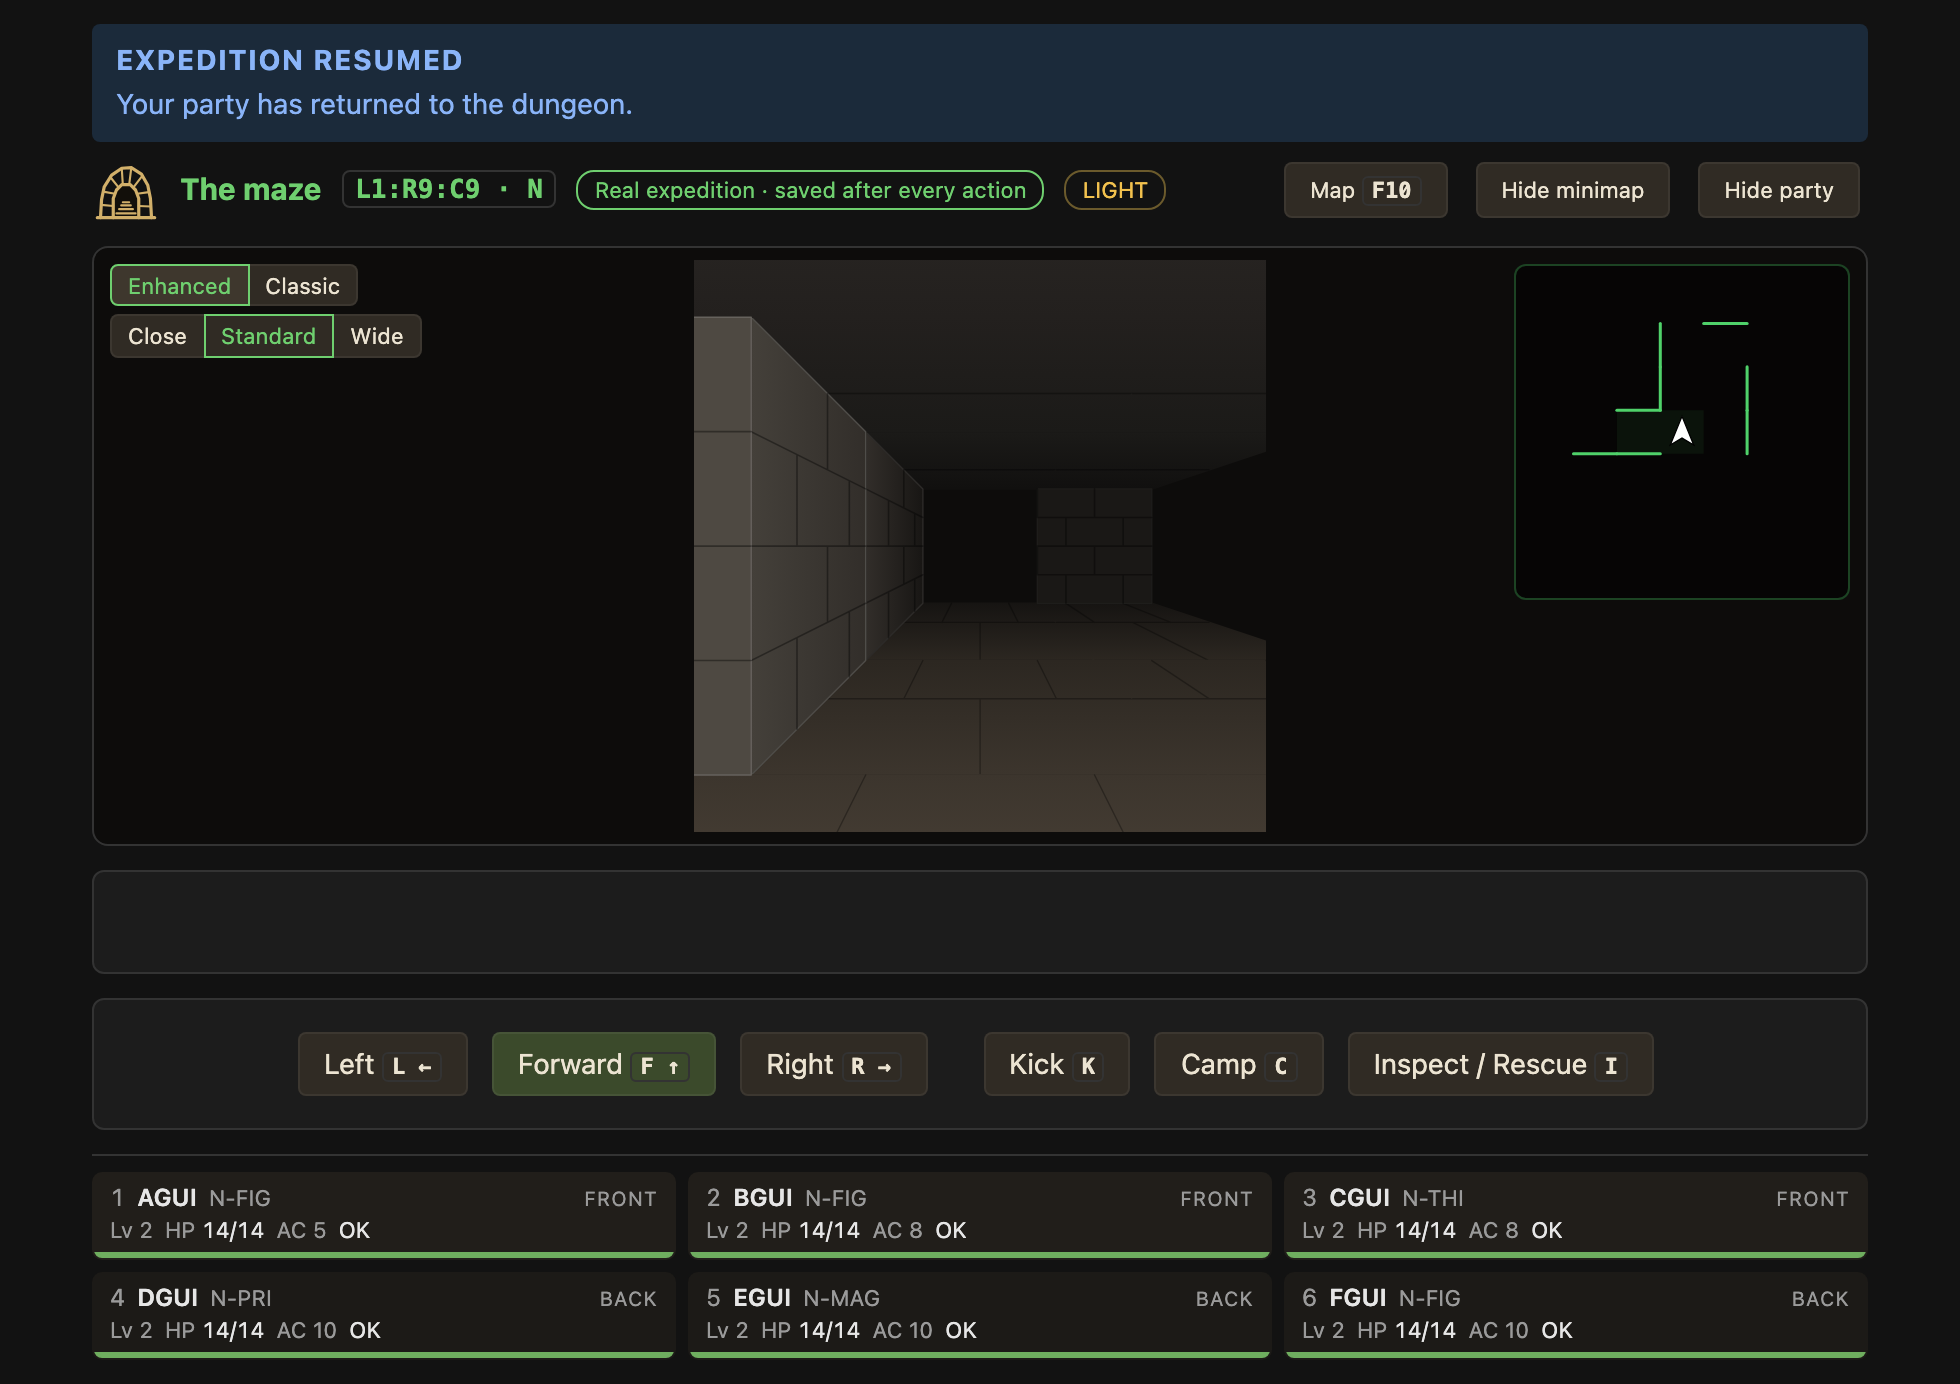 EXPEDITION RESUMED
Your party has returned to the dungeon.
The maze L1:R9:C9 · N Real expedition · saved after every action LIGHT Map F10 Hide minimap Hide party
Enhanced Classic
Close Standard Wide
Left L ← Forward F ↑ Right R → Kick K Camp C Inspect / Rescue I
1 AGUI N-FIG FRONT
Lv 2 HP 14/14 AC 5 OK
2 BGUI N-FIG FRONT
Lv 2 HP 14/14 AC 8 OK
3 CGUI N-THI FRONT
Lv 2 HP 14/14 AC 8 OK
4 DGUI N-PRI BACK
Lv 2 HP 14/14 AC 10 OK
5 EGUI N-MAG BACK
Lv 2 HP 14/14 AC 10 OK
6 FGUI N-FIG BACK
Lv 2 HP 14/14 AC 10 OK